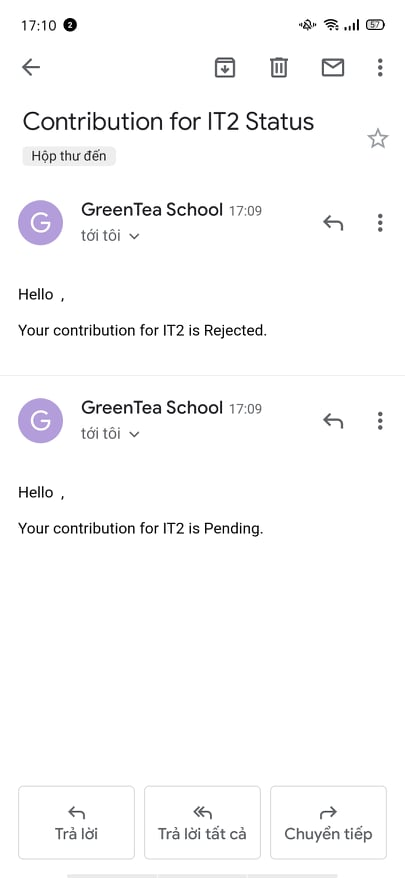 17:10 2 57
Contribution for IT2 Status
Hộp thư đến
G
GreenTea School 17:09
tới tôi
Hello ,
Your contribution for IT2 is Rejected.
G
GreenTea School 17:09
tới tôi
Hello ,
Your contribution for IT2 is Pending.
Trả lời Trả lời tất cả Chuyển tiếp